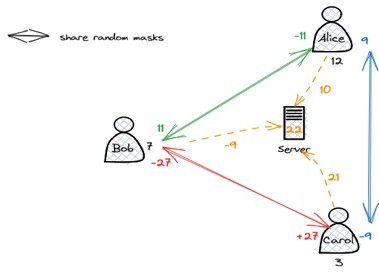 share random masks
-11
Alice
9
12
10
22
Server
11
Bob
7
-9
-27
21
+27
Carol
-9
3